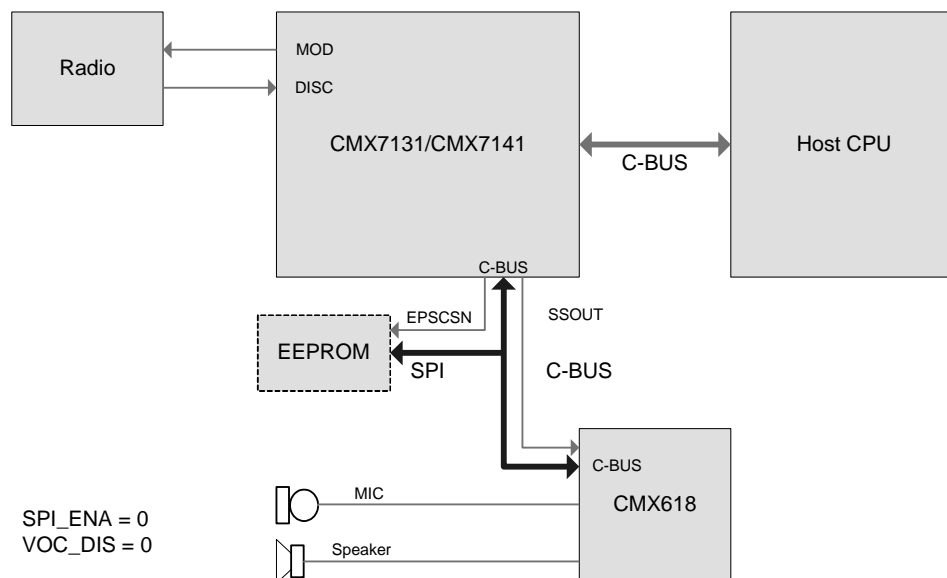 Radio
MOD
DISC
CMX7131/CMX7141
C-BUS
Host CPU
C-BUS
EPSCSN
SSOUT
EEPROM
SPI
C-BUS
C-BUS
CMX618
MIC
Speaker
SPI_ENA = 0
VOC_DIS = 0